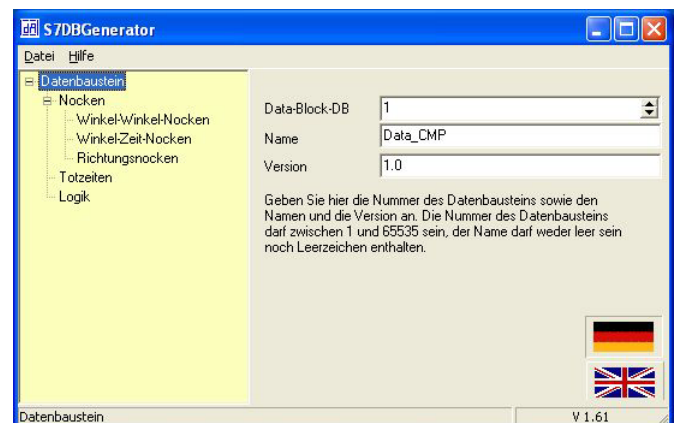 S7DBGenerator
Datei Hilfe
Datenbaustein
Nocken
Winkel-Winkel-Nocken
Winkel-Zeit-Nocken
Richtungsnocken
Totzeiten
Logik
Data-Block-DB 1
Name Data_CMP
Version 1.0
Geben Sie hier die Nummer des Datenbausteins sowie den
Namen und die Version an. Die Nummer des Datenbausteins
darf zwischen 1 und 65535 sein, der Name darf weder leer sein
noch Leerzeichen enthalten.
Datenbaustein V 1.61